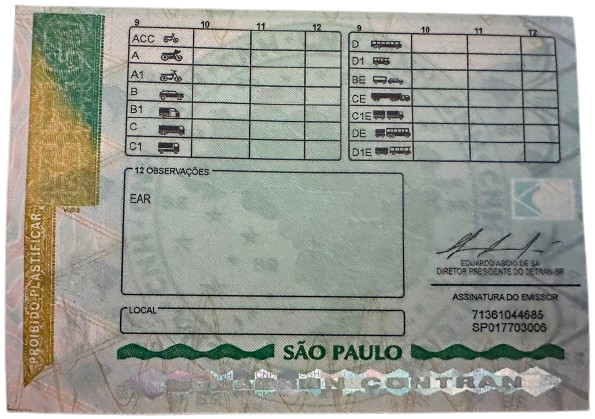 9 10 11 12
ACC
A
A1
B
B1
C
C1
9 10 11 12
D
D1
BE
CE
C1E
DE
D1E
12 OBSERVAÇÕES
EAR
PROIBIDO PLASTIFICAR
EDUARDO AGGIO DE SÁ
DIRETOR PRESIDENTE DO DETRAN-SP
ASSINATURA DO EMISSOR
71361044685
SP017703006
LOCAL
SÃO PAULO
CONTRAN